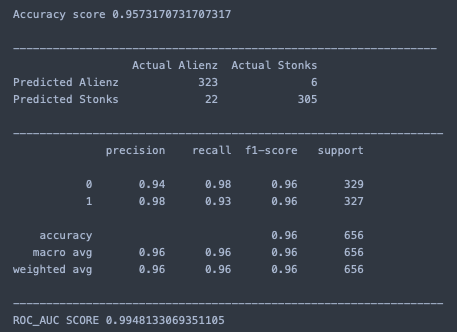 Accuracy score 0.9573170731707317
Actual Alienz Actual Stonks
Predicted Alienz 323 6
Predicted Stonks 22 305
precision recall f1-score support
0 0.94 0.98 0.96 329
1 0.98 0.93 0.96 327
accuracy 0.96 656
macro avg 0.96 0.96 0.96 656
weighted avg 0.96 0.96 0.96 656
ROC_AUC SCORE 0.9948133069351105